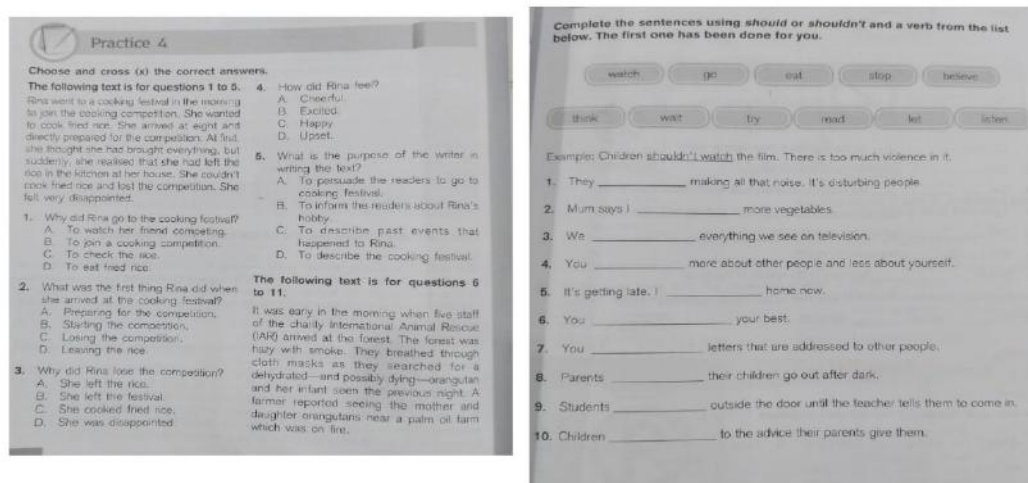 Practice 4
Choose and cross (x) the correct answers.
The following text is for questions 1 to 5.
Rina went to a cooking festival in the morning
to join the cooking competition. She wanted
to cook fried rice. She arrived at eight and
directly prepared for the competition. At first,
she thought she had brought everything, but
suddenly, she realised that she had left the
rice in the kitchen at her house. She couldn't
cook fried rice and lost the competition. She
felt very disappointed.
1. Why did Rina go to the cooking festival?
A. To watch her friend competing.
B. To join a cooking competition.
C. To check the rice.
D. To eat fried rice.
2. What was the first thing Rina did when
she arrived at the cooking festival?
A. Preparing for the competition.
B. Starting the competition.
C. Losing the competition.
D. Leaving the rice.
3. Why did Rina lose the competition?
A. She left the rice.
B. She left the festival.
C. She cooked fried rice.
D. She was disappointed.
4. How did Rina feel?
A. Cheerful.
B. Excited.
C. Happy.
D. Upset.
5. What is the purpose of the writer in
writing the text?
A. To persuade the readers to go to
cooking festival.
B. To inform the readers about Rina's
hobby.
C. To describe past events that
happened to Rina.
D. To describe the cooking festival.
The following text is for questions 6
to 11.
It was early in the morning when five staff
of the charity International Animal Rescue
(IAR) arrived at the forest. The forest was
hazy with smoke. They breathed through
cloth masks as they searched for a
dehydrated—and possibly dying—orangutan
and her infant seen the previous night. A
farmer reported seeing the mother and
daughter orangutans near a palm oil farm
which was on fire.
Complete the sentences using should or shouldn't and a verb from the list
below. The first one has been done for you.
watch go eat stop believe
think wait try read let listen
Example: Children shouldn't watch the film. There is too much violence in it.
1. They ____________ making all that noise. It's disturbing people.
2. Mum says I ____________ more vegetables.
3. We ____________ everything we see on television.
4. You ____________ more about other people and less about yourself.
5. It's getting late. I ____________ home now.
6. You ____________ your best.
7. You ____________ letters that are addressed to other people.
8. Parents ____________ their children go out after dark.
9. Students ____________ outside the door until the teacher tells them to come in.
10. Children ____________ to the advice their parents give them.